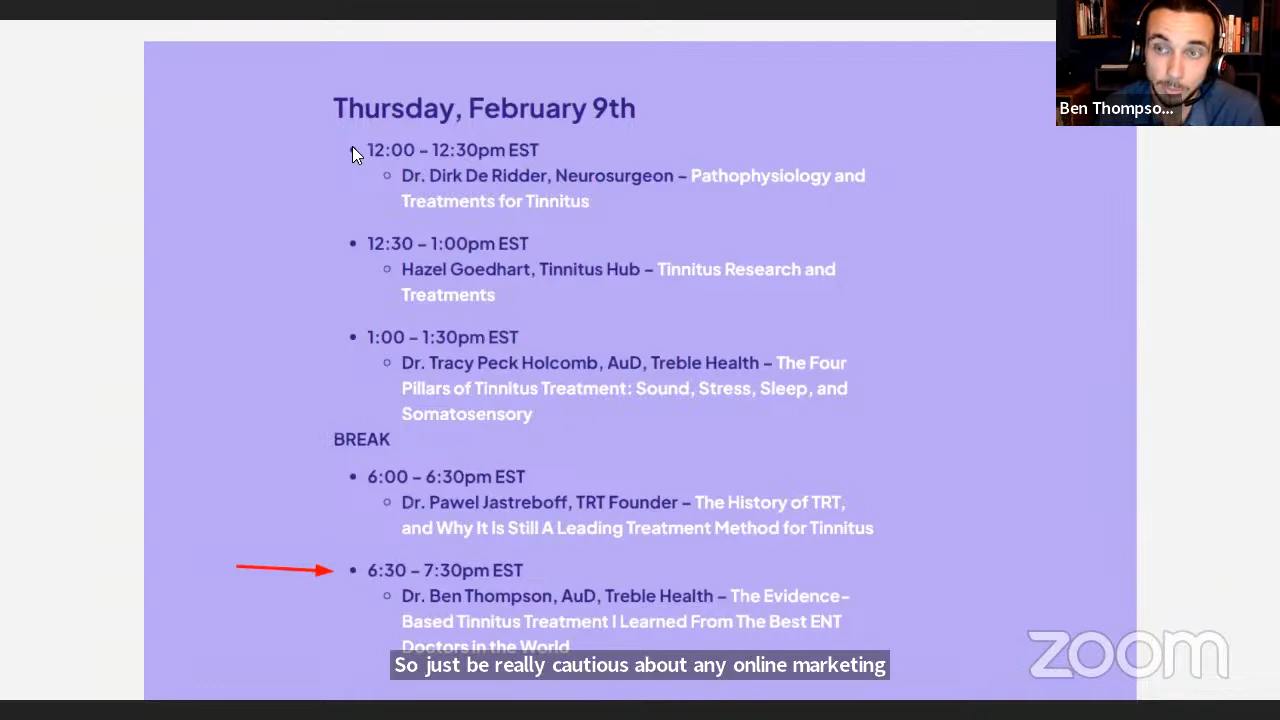 Thursday, February 9th
12:00 – 12:30pm EST
Dr. Dirk De Ridder, Neurosurgeon – Pathophysiology and
Treatments for Tinnitus
12:30 – 1:00pm EST
Hazel Goedhart, Tinnitus Hub – Tinnitus Research and
Treatments
1:00 – 1:30pm EST
Dr. Tracy Peck Holcomb, AuD, Treble Health – The Four
Pillars of Tinnitus Treatment: Sound, Stress, Sleep, and
Somatosensory
BREAK
6:00 – 6:30pm EST
Dr. Pawel Jastreboff, TRT Founder – The History of TRT,
and Why It Is Still A Leading Treatment Method for Tinnitus
6:30 – 7:30pm EST
Dr. Ben Thompson, AuD, Treble Health – The Evidence-
Based Tinnitus Treatment I Learned From The Best ENT
Doctors in the World
So just be really cautious about any online marketing
Ben Thompso...
zoom